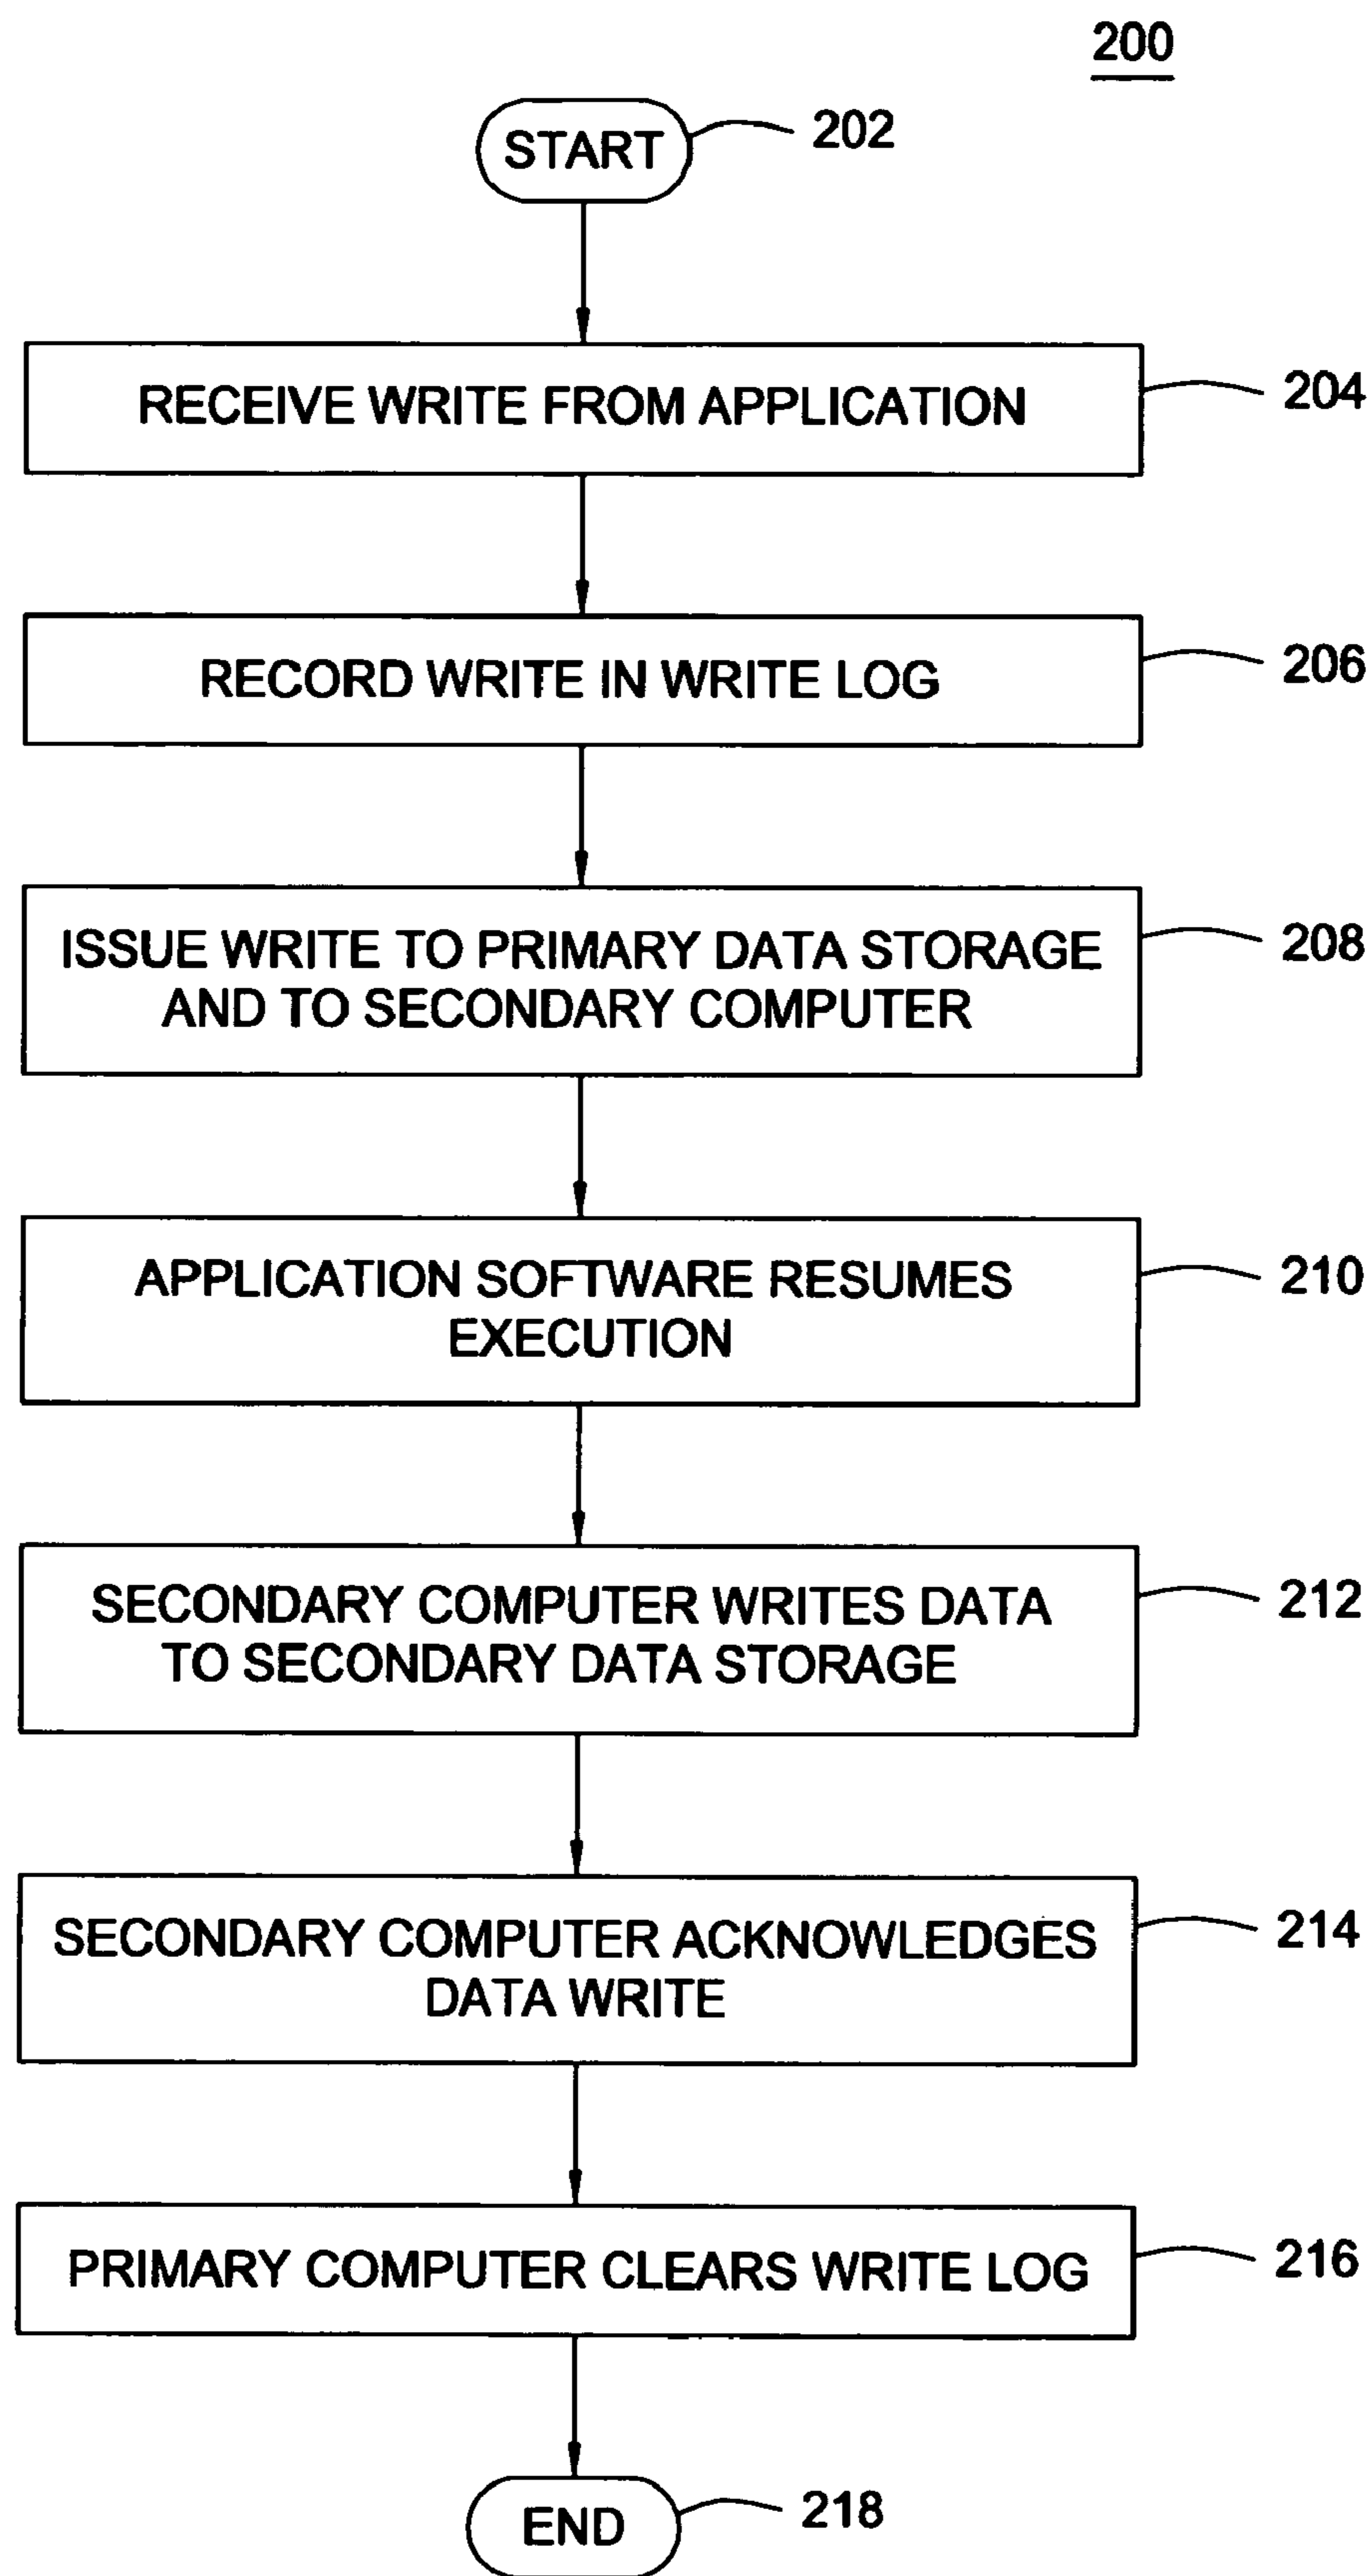 200
START
202
RECEIVE WRITE FROM APPLICATION
204
RECORD WRITE IN WRITE LOG
206
ISSUE WRITE TO PRIMARY DATA STORAGE
AND TO SECONDARY COMPUTER
208
APPLICATION SOFTWARE RESUMES
EXECUTION
210
SECONDARY COMPUTER WRITES DATA
TO SECONDARY DATA STORAGE
212
SECONDARY COMPUTER ACKNOWLEDGES
DATA WRITE
214
PRIMARY COMPUTER CLEARS WRITE LOG
216
END
218